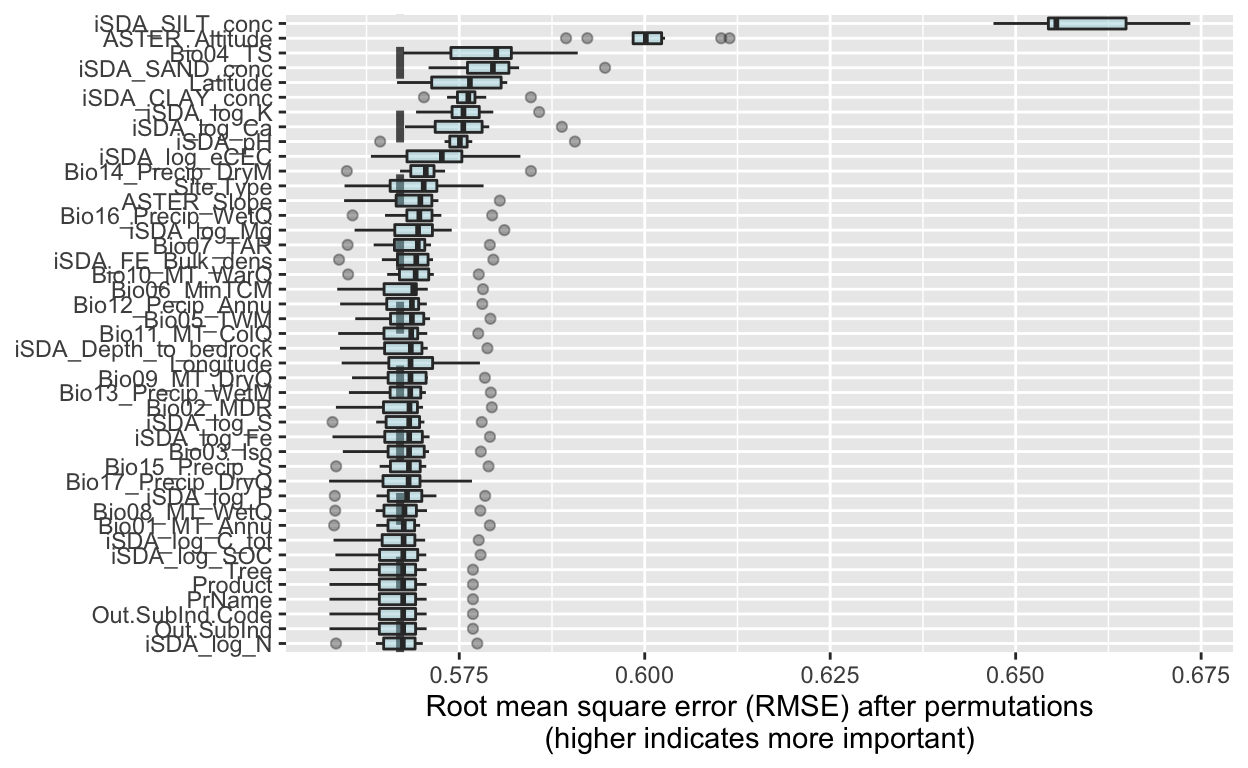 iSDA_SILT_conc
ASTER_Altitude
Bio04_TS
iSDA_SAND_conc
Latitude
iSDA_CLAY_conc
iSDA_log_K
iSDA_log_Ca
iSDA_pH
iSDA_log_eCEC
Bio14_Precip_DryM
Site_Type
ASTER_Slope
Bio16_Precip_WetQ
iSDA_log_Mg
Bio07_TAR
iSDA_FE_Bulk_dens
Bio10_MT_WarQ
Bio06_MinTCM
Bio12_Pecip_Annu
Bio05_TWM
Bio11_MT_ColQ
iSDA_Depth_to_bedrock
Longitude
Bio09_MT_DryQ
Bio13_Precip_WetM
Bio02_MDR
iSDA_log_S
iSDA_log_Fe
Bio03_Iso
Bio15_Precip_S
Bio17_Precip_DryQ
iSDA_log_P
Bio08_MT_WetQ
Bio01_MT_Annu
iSDA_log_C_tot
iSDA_log_SOC
Tree
Product
PrName
Out.SubInd.Code
Out.SubInd
iSDA_log_N
0.575 0.600 0.625 0.650 0.675
Root mean square error (RMSE) after permutations
(higher indicates more important)